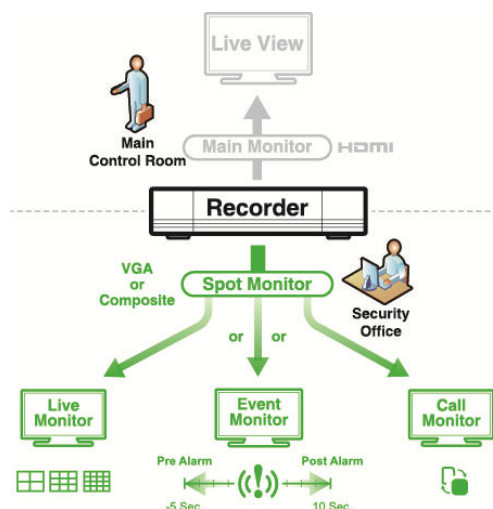 Live View
Main
Control Room
Main Monitor
HDMI
Recorder
VGA
or
Composite
Spot Monitor
Security
Office
or
or
Live
Monitor
Event
Monitor
Call
Monitor
Pre Alarm
Post Alarm
-5 Sec.
10 Sec.